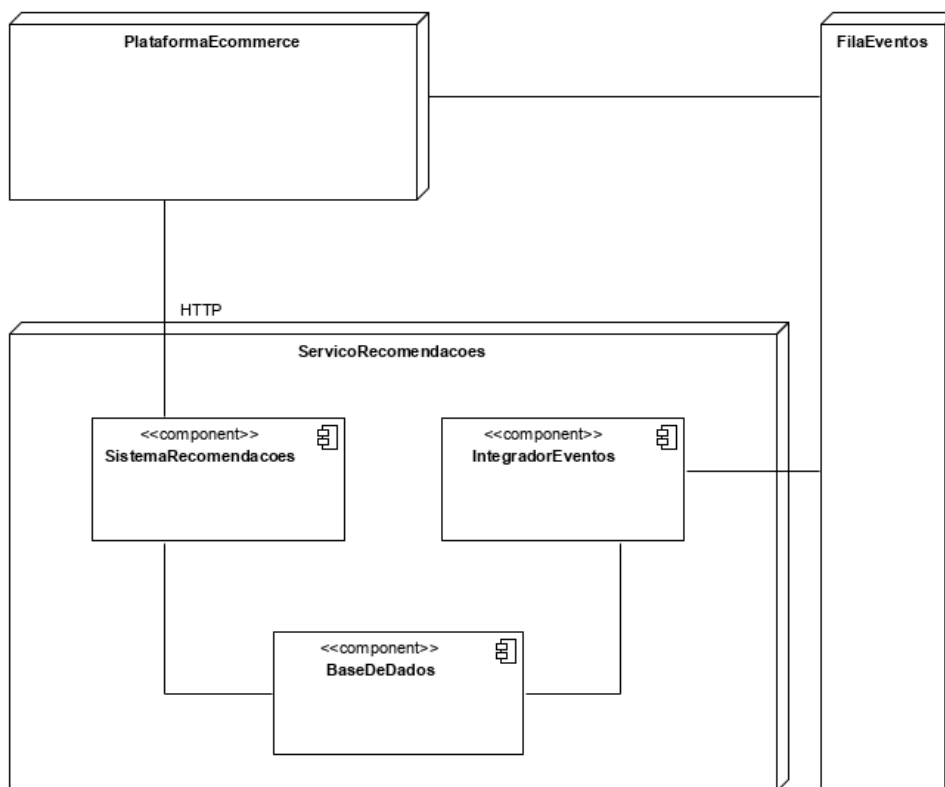 PlataformaEcommerce
FilaEventos
HTTP
ServicoRecomendacoes
<<component>>
SistemaRecomendacoes
<<component>>
IntegradorEventos
<<component>>
BaseDeDados